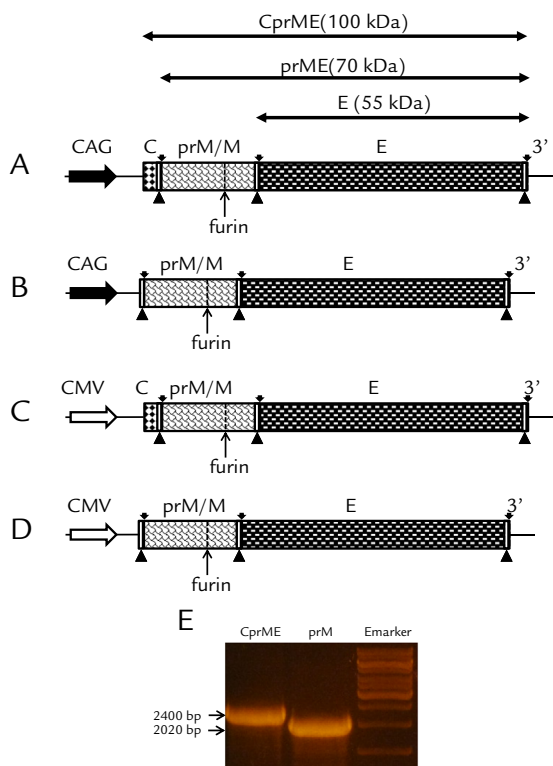 CprME(100 kDa)
prME(70 kDa)
E (55 kDa)
A CAG C prM/M E 3’
furin
B CAG prM/M E 3’
furin
C CMV C prM/M E 3’
furin
D CMV prM/M E 3’
furin
E
CprME prM Emarker
2400 bp
2020 bp